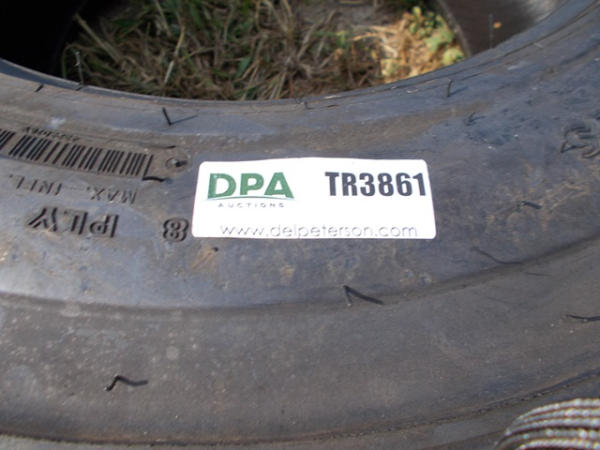 DPA
AUCTIONS
TR3861
www.delpeterson.com
8 PLY
MAX. INFL.